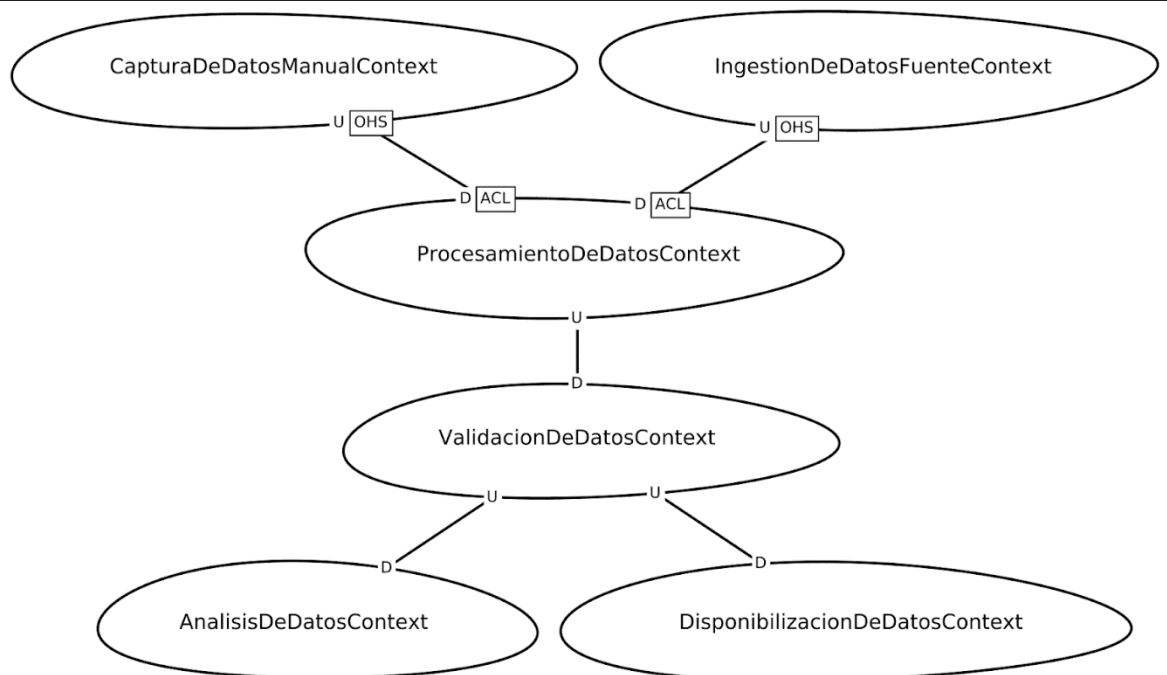 CapturaDeDatosManualContext
IngestionDeDatosFuenteContext
U OHS
U OHS
D ACL
D ACL
ProcesamientoDeDatosContext
U
D
ValidacionDeDatosContext
U
U
D
D
AnalisisDeDatosContext
DisponibilizacionDeDatosContext